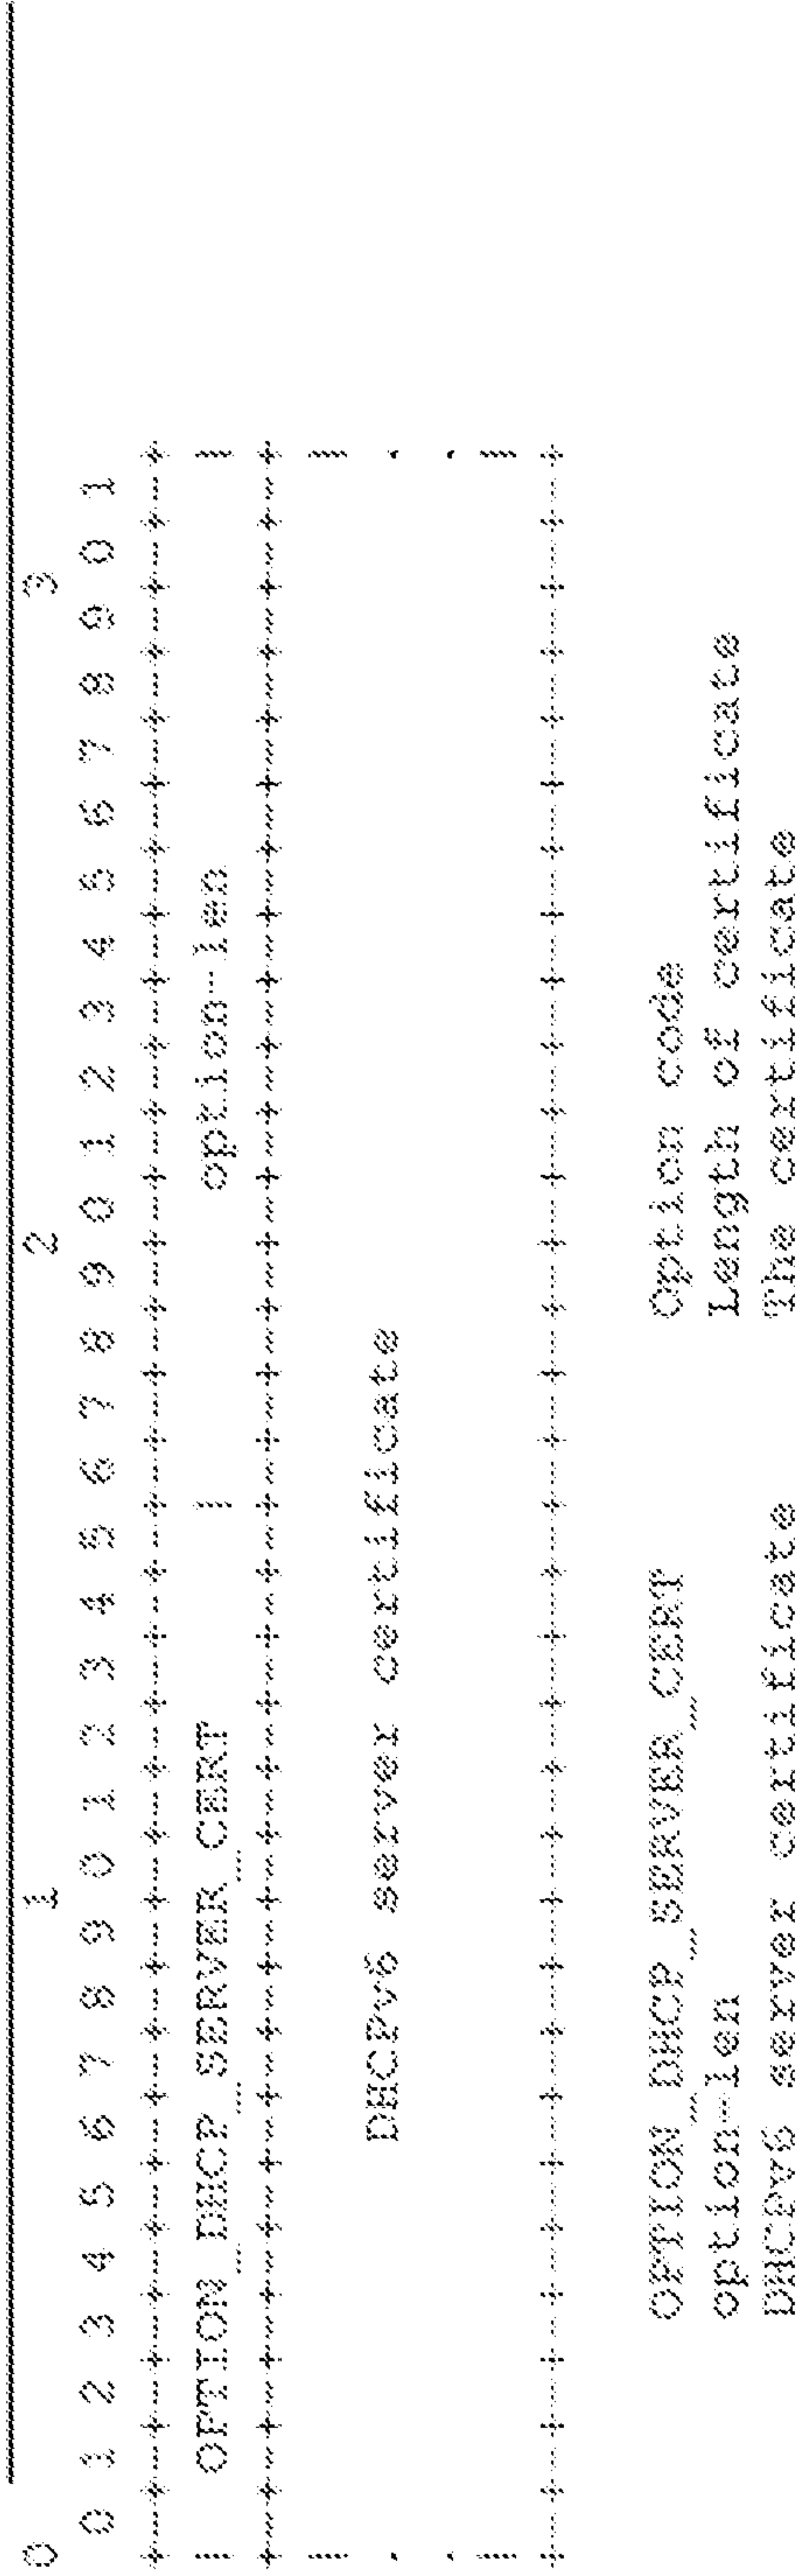 0                   1                   2                   3
0 1 2 3 4 5 6 7 8 9 0 1 2 3 4 5 6 7 8 9 0 1 2 3 4 5 6 7 8 9 0 1
+-+-+-+-+-+-+-+-+-+-+-+-+-+-+-+-+-+-+-+-+-+-+-+-+-+-+-+-+-+-+-+-+
| OPTION_DHCP_SERVER_CERT | option-len |
+-+-+-+-+-+-+-+-+-+-+-+-+-+-+-+-+-+-+-+-+-+-+-+-+-+-+-+-+-+-+-+-+
| |
. DHCPv6 server certificate .
. .
| |
+-+-+-+-+-+-+-+-+-+-+-+-+-+-+-+-+-+-+-+-+-+-+-+-+-+-+-+-+-+-+-+-+
OPTION_DHCP_SERVER_CERT Option code
option-len Length of certificate
DHCPv6 server certificate The certificate